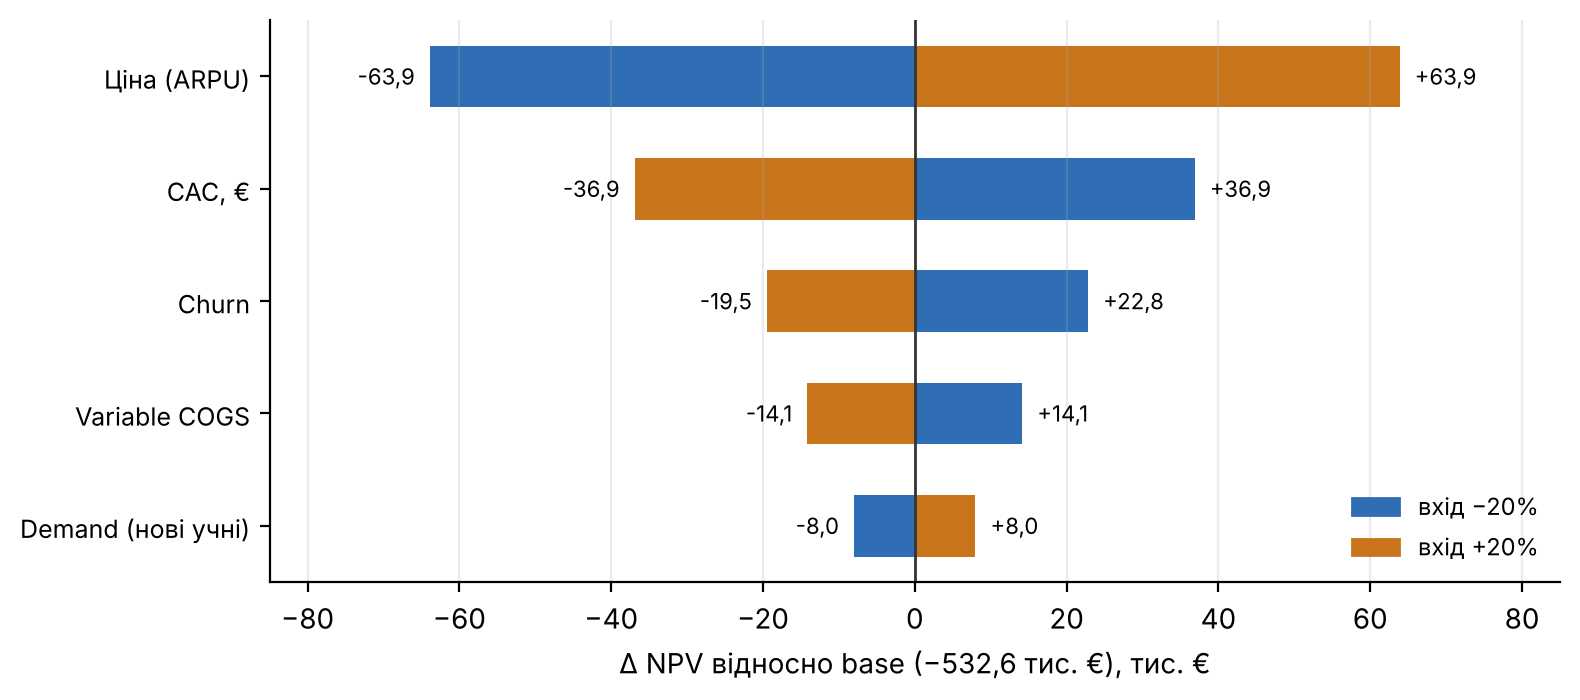 Ціна (ARPU)
-63,9
+63,9
CAC, €
-36,9
+36,9
Churn
-19,5
+22,8
Variable COGS
-14,1
+14,1
Demand (нові учні)
-8,0
+8,0
вхід −20%
вхід +20%
−80 −60 −40 −20 0 20 40 60 80
Δ NPV відносно base (−532,6 тис. €), тис. €